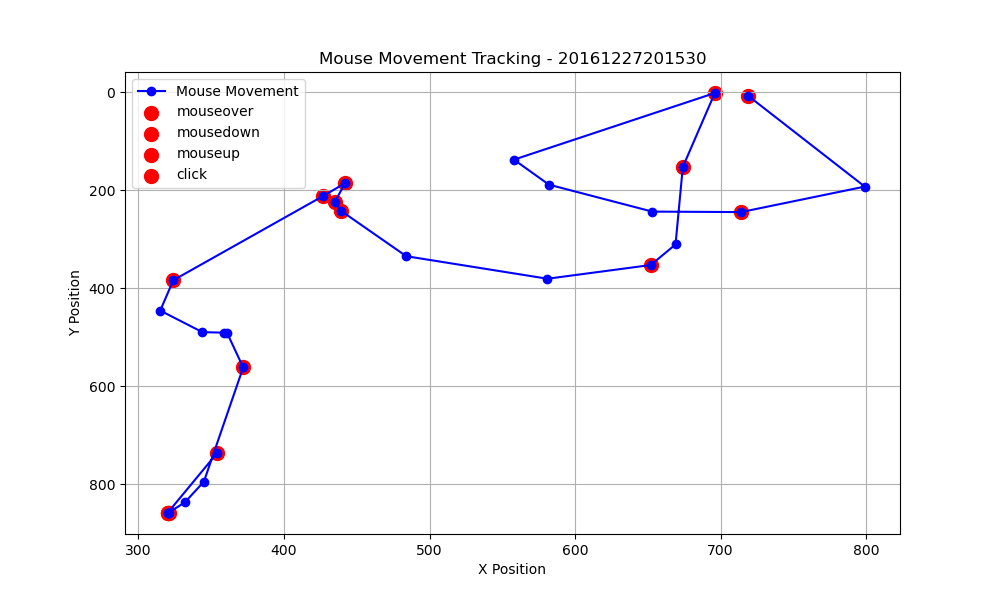 Mouse Movement Tracking - 20161227201530
Mouse Movement
mouseover
mousedown
mouseup
click
Y Position
0
200
400
600
800
300 400 500 600 700 800
X Position